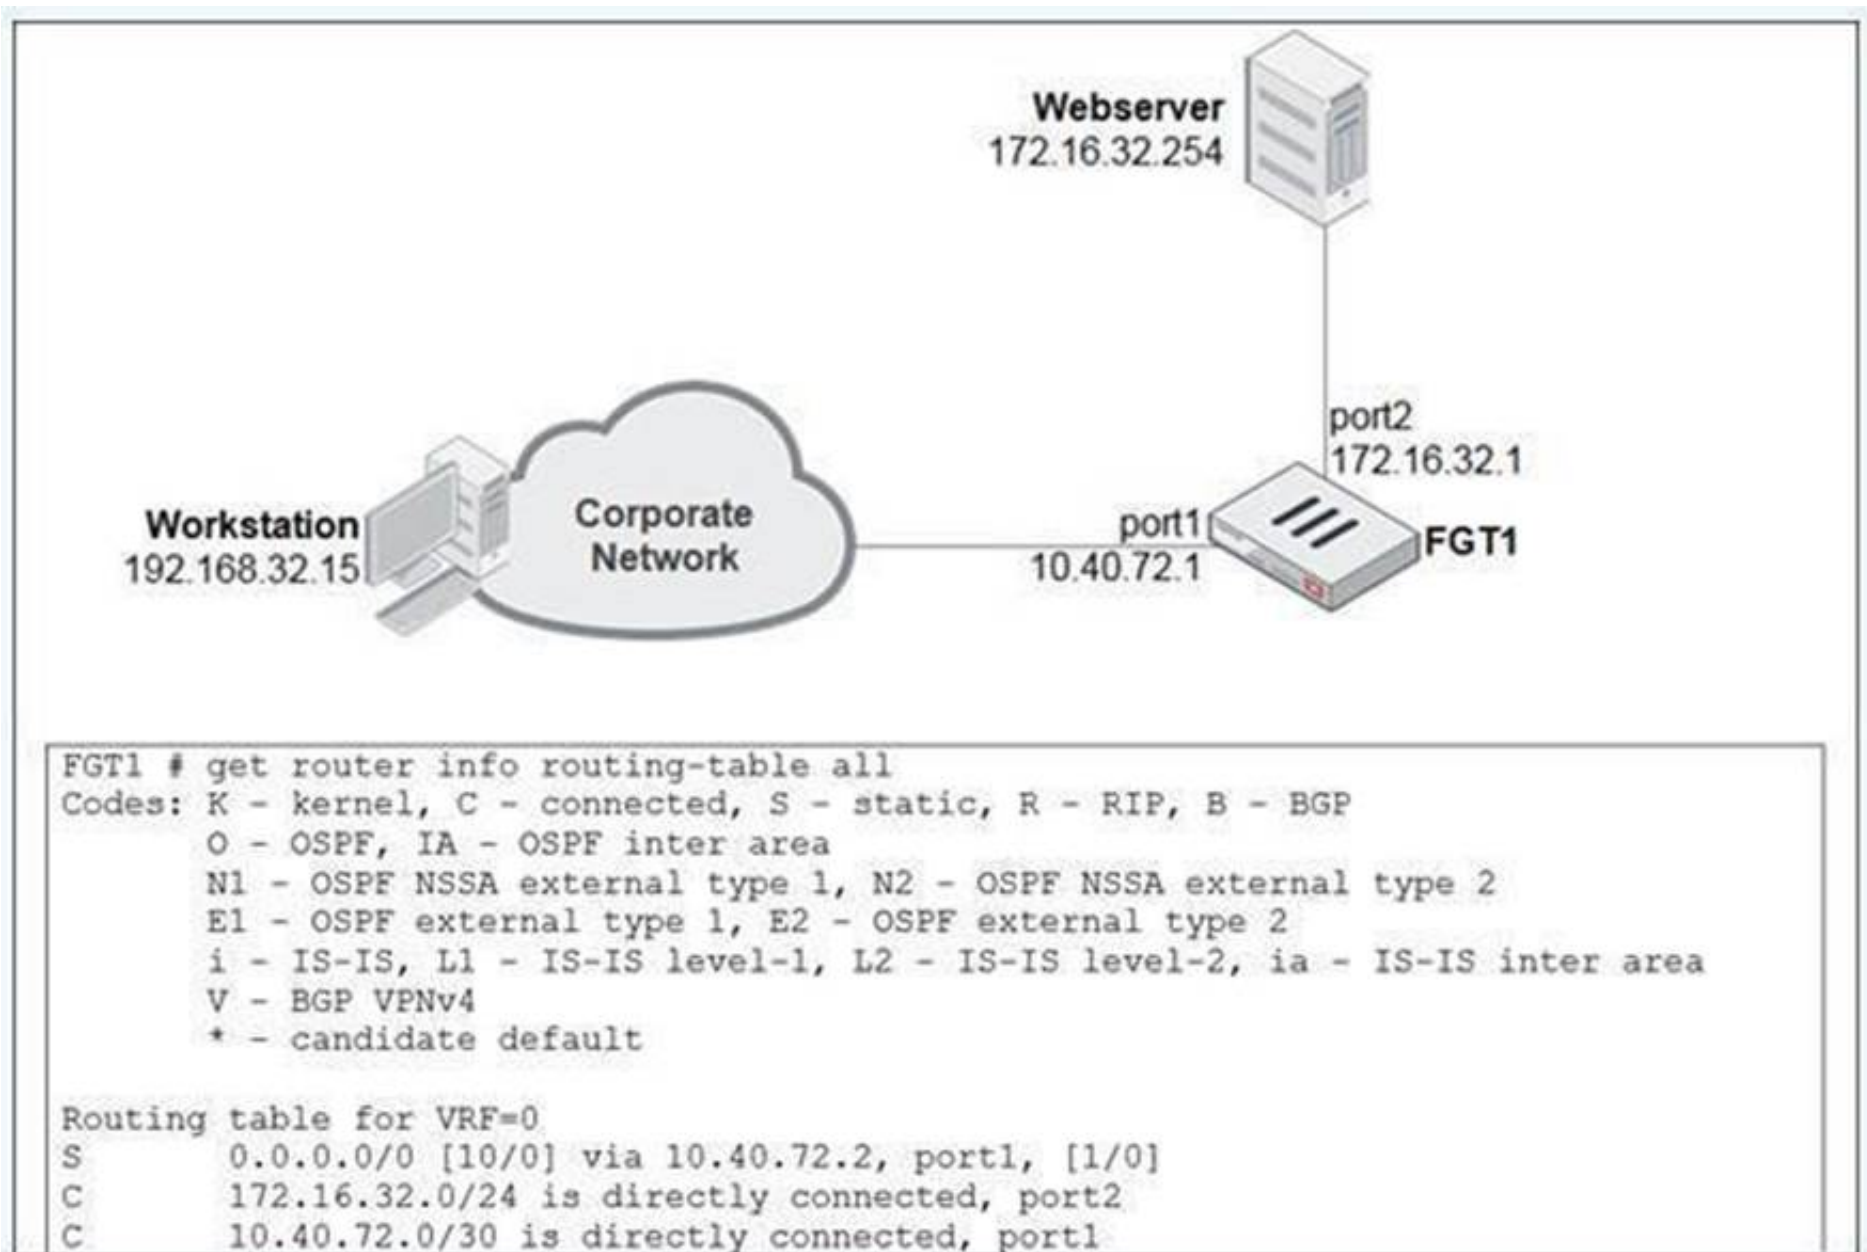 Webserver
172.16.32.254
port2
172.16.32.1
Workstation
192.168.32.15
Corporate
Network
port1
10.40.72.1
FGT1
FGT1 # get router info routing-table all
Codes: K - kernel, C - connected, S - static, R - RIP, B - BGP
O - OSPF, IA - OSPF inter area
N1 - OSPF NSSA external type 1, N2 - OSPF NSSA external type 2
E1 - OSPF external type 1, E2 - OSPF external type 2
i - IS-IS, L1 - IS-IS level-1, L2 - IS-IS level-2, ia - IS-IS inter area
V - BGP VPNv4
* - candidate default
Routing table for VRF=0
S 0.0.0.0/0 [10/0] via 10.40.72.2, port1, [1/0]
C 172.16.32.0/24 is directly connected, port2
C 10.40.72.0/30 is directly connected, port1